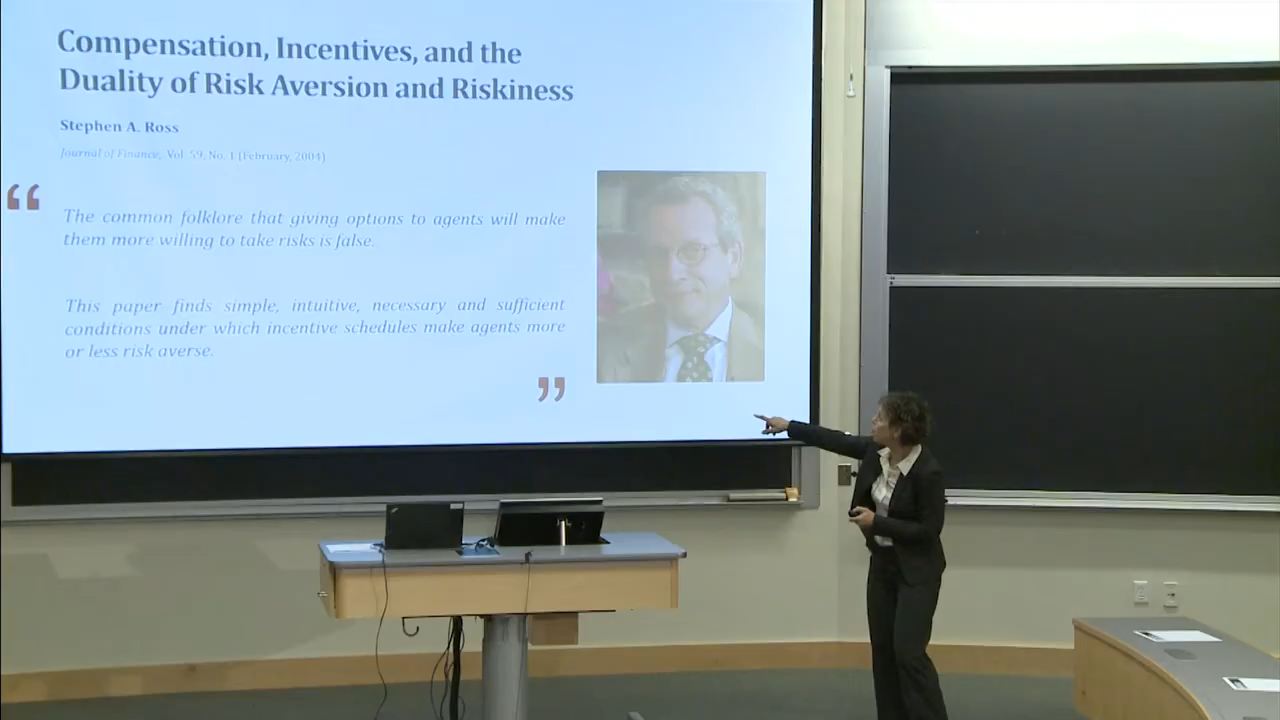 Compensation, Incentives, and the
Duality of Risk Aversion and Riskiness
Stephen A. Ross
Journal of Finance, Vol. 59, No. 1 (February, 2004)
“
The common folklore that giving options to agents will make
them more willing to take risks is false.
This paper finds simple, intuitive, necessary and sufficient
conditions under which incentive schedules make agents more
or less risk averse.
”